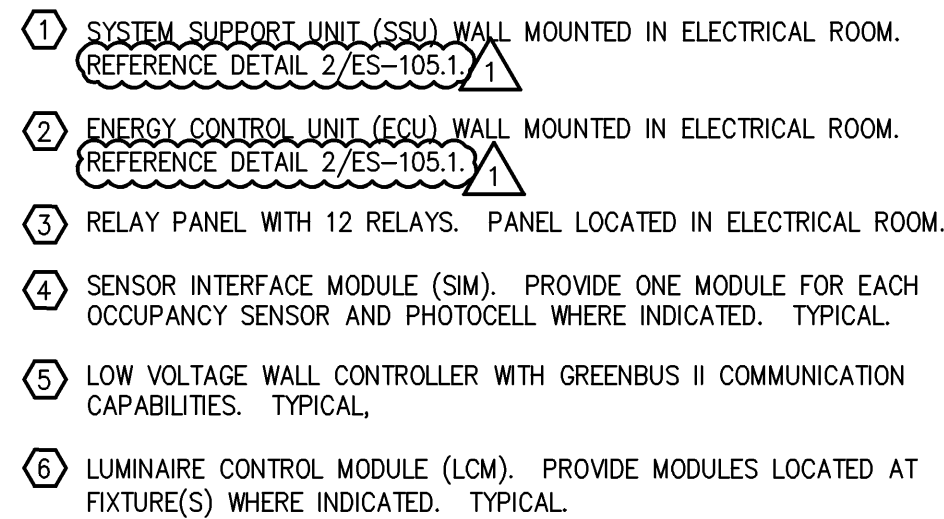 1 SYSTEM SUPPORT UNIT (SSU) WALL MOUNTED IN ELECTRICAL ROOM.
REFERENCE DETAIL 2/ES-105.1. 1
2 ENERGY CONTROL UNIT (ECU) WALL MOUNTED IN ELECTRICAL ROOM.
REFERENCE DETAIL 2/ES-105.1. 1
3 RELAY PANEL WITH 12 RELAYS. PANEL LOCATED IN ELECTRICAL ROOM.
4 SENSOR INTERFACE MODULE (SIM). PROVIDE ONE MODULE FOR EACH
OCCUPANCY SENSOR AND PHOTOCELL WHERE INDICATED. TYPICAL.
5 LOW VOLTAGE WALL CONTROLLER WITH GREENBUS II COMMUNICATION
CAPABILITIES. TYPICAL,
6 LUMINAIRE CONTROL MODULE (LCM). PROVIDE MODULES LOCATED AT
FIXTURE(S) WHERE INDICATED. TYPICAL.